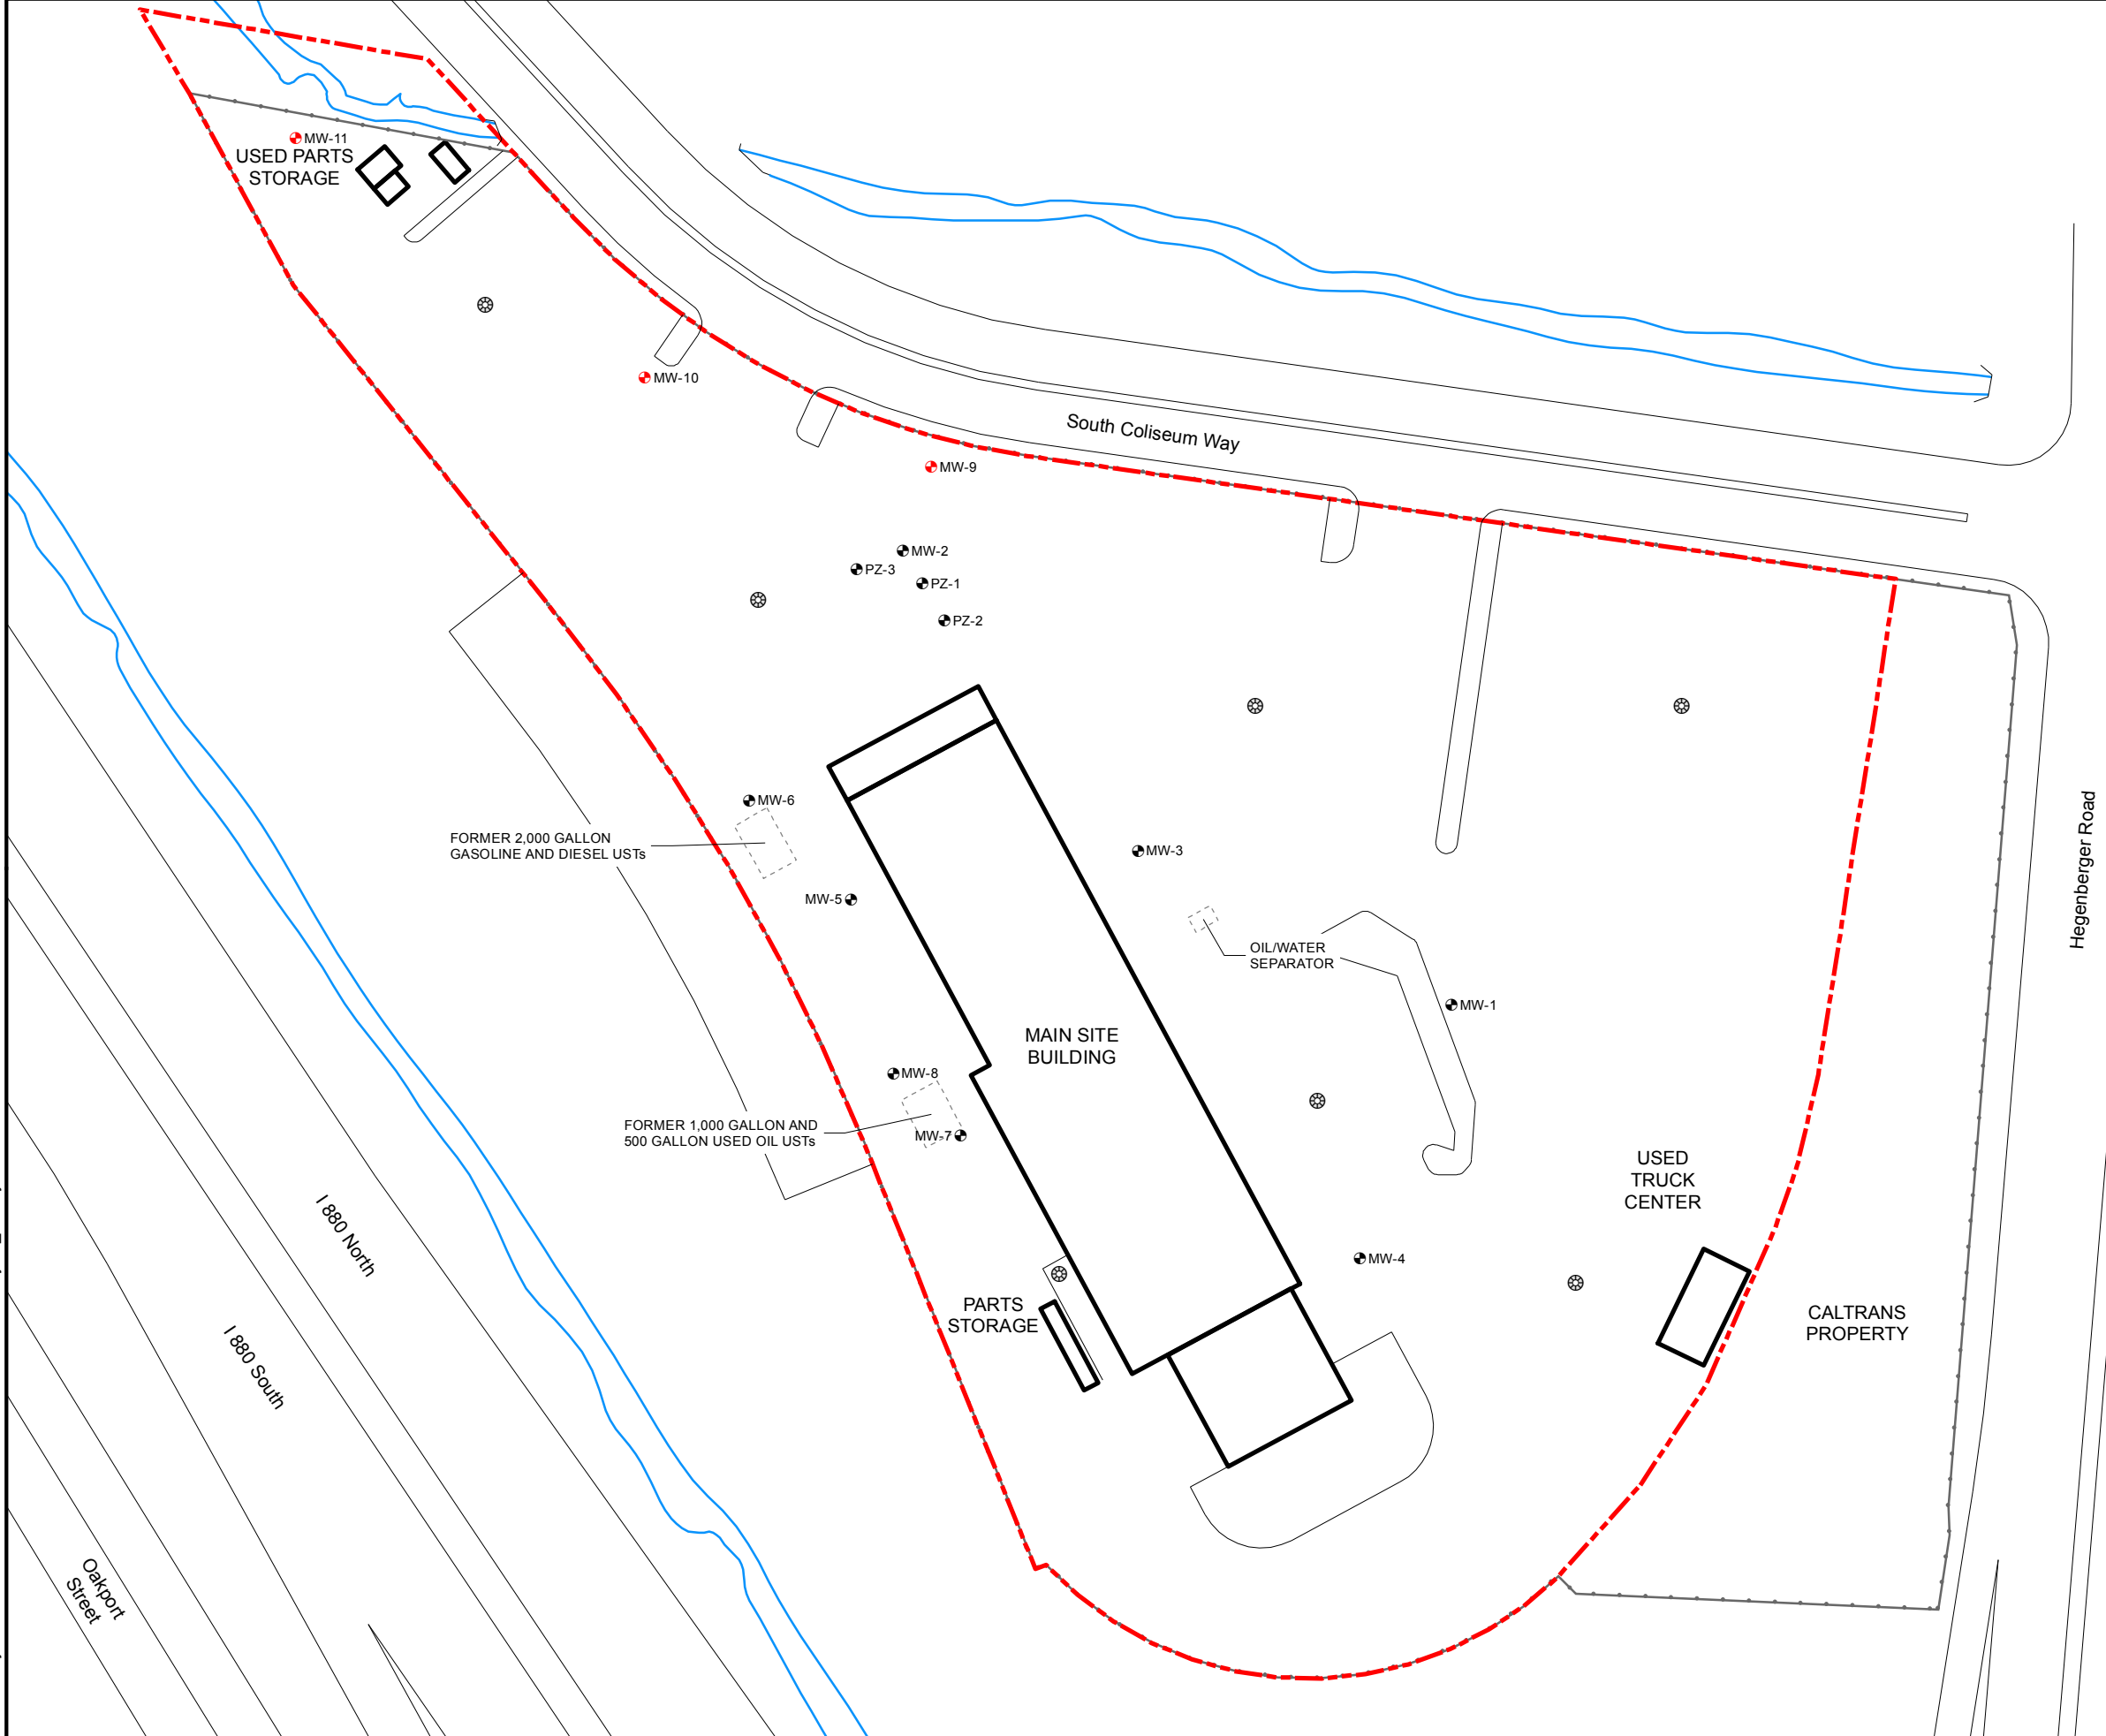 MW-11
USED PARTS
STORAGE
MW-10
South Coliseum Way
MW-9
MW-2
PZ-3
PZ-1
PZ-2
MW-6
FORMER 2,000 GALLON
GASOLINE AND DIESEL USTs
MW-3
MW-5
Hegenberger Road
OIL/WATER
SEPARATOR
MW-1
MAIN SITE
BUILDING
MW-8
FORMER 1,000 GALLON AND
500 GALLON USED OIL USTs
MW-7
USED
TRUCK
CENTER
I 880 North
MW-4
PARTS
STORAGE
CALTRANS
PROPERTY
I 880 South
Oakport
Street